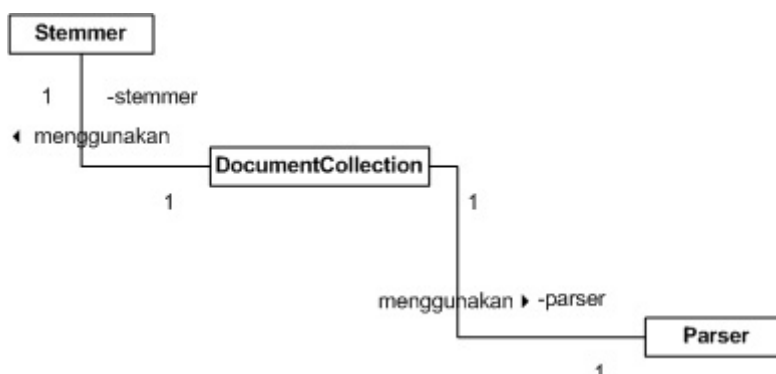 Stemmer
1 -stemmer
menggunakan
DocumentCollection
1
1
menggunakan -parser
Parser
1